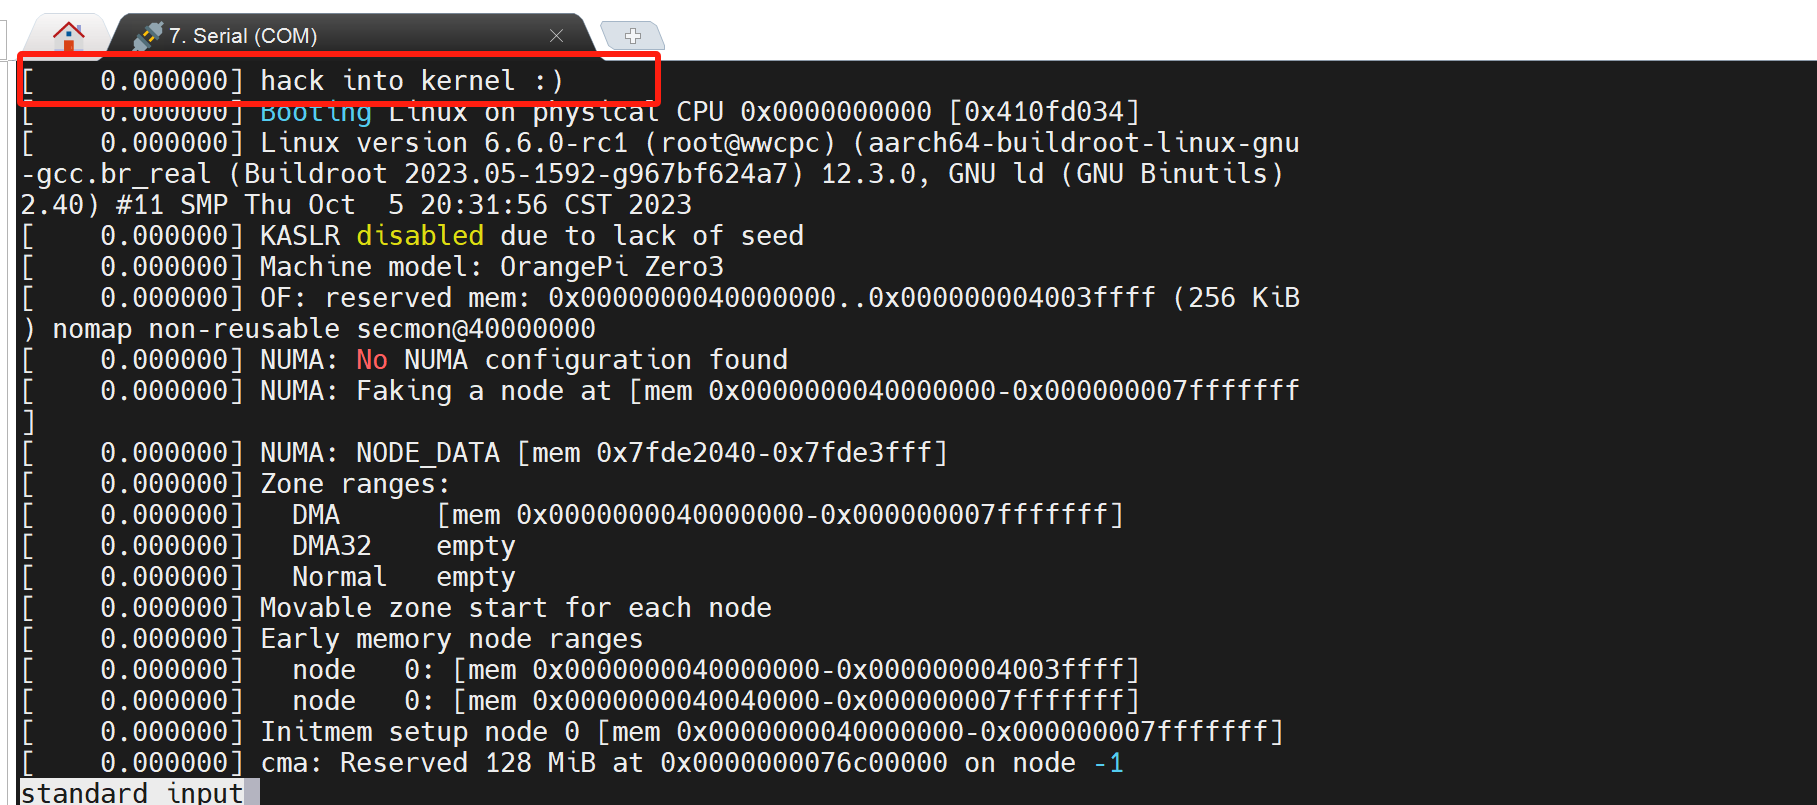 7. Serial (COM)
[    0.000000] hack into kernel :)
[    0.000000] Booting Linux on physical CPU 0x0000000000 [0x410fd034]
[    0.000000] Linux version 6.6.0-rc1 (root@wwcpc) (aarch64-buildroot-linux-gnu
-gcc.br_real (Buildroot 2023.05-1592-g967bf624a7) 12.3.0, GNU ld (GNU Binutils)
2.40) #11 SMP Thu Oct  5 20:31:56 CST 2023
[    0.000000] KASLR disabled due to lack of seed
[    0.000000] Machine model: OrangePi Zero3
[    0.000000] OF: reserved mem: 0x0000000040000000..0x000000004003ffff (256 KiB
) nomap non-reusable secmon@40000000
[    0.000000] NUMA: No NUMA configuration found
[    0.000000] NUMA: Faking a node at [mem 0x0000000040000000-0x000000007fffffff
]
[    0.000000] NUMA: NODE_DATA [mem 0x7fde2040-0x7fde3fff]
[    0.000000] Zone ranges:
[    0.000000]   DMA      [mem 0x0000000040000000-0x000000007fffffff]
[    0.000000]   DMA32    empty
[    0.000000]   Normal   empty
[    0.000000] Movable zone start for each node
[    0.000000] Early memory node ranges
[    0.000000]   node   0: [mem 0x0000000040000000-0x000000004003ffff]
[    0.000000]   node   0: [mem 0x0000000040040000-0x000000007fffffff]
[    0.000000] Initmem setup node 0 [mem 0x0000000040000000-0x000000007fffffff]
[    0.000000] cma: Reserved 128 MiB at 0x0000000076c00000 on node -1
standard input